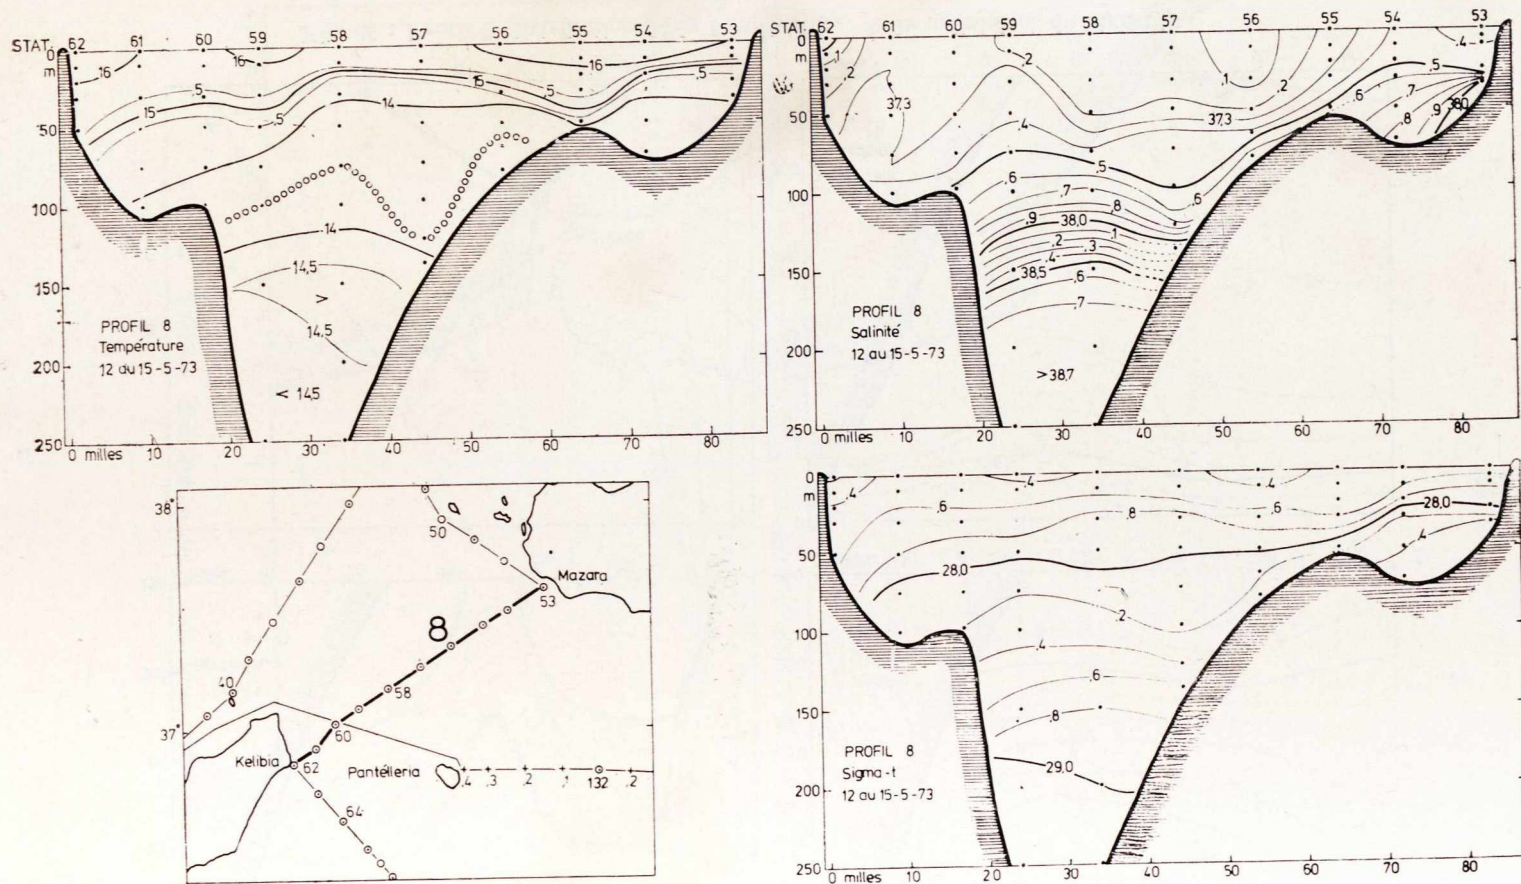 STAT. 62 61 60 59 58 57 56 55 54 53
0
m
50
100
150
200
250
16 16 16
.5 .5 .5 .5
15 15
14
14
14,5
>
14,5
< 14,5
PROFIL 8
Température
12 au 15-5-73
0 milles 10 20 30 40 50 60 70 80
STAT. 62 61 60 59 58 57 56 55 54 53
0
m
50
100
150
200
250
.1 .2 .2 .1 .2 .4
37,3 37,3
.4 .5 .6 .7 .8 .9 38,0
.5
.6 .7 .8 .6
.9 38,0 .1
.2 .3
.4
38,5 .6
.7
>38,7
PROFIL 8
Salinité
12 au 15-5-73
0 milles 10 20 30 40 50 60 70 80
38°
37°
50
Mazara
53
8
40
58
60
Kelibia
62
Pantélleria
.4 .3 .2 .1 132 .2
64
0
m
50
100
150
200
250
.4 .4 .4
.6 .8 .6
28,0
28,0
.4
.2
.4
.6
.8
29,0
PROFIL 8
Sigma-t
12 au 15-5-73
0 milles 10 20 30 40 50 60 70 80